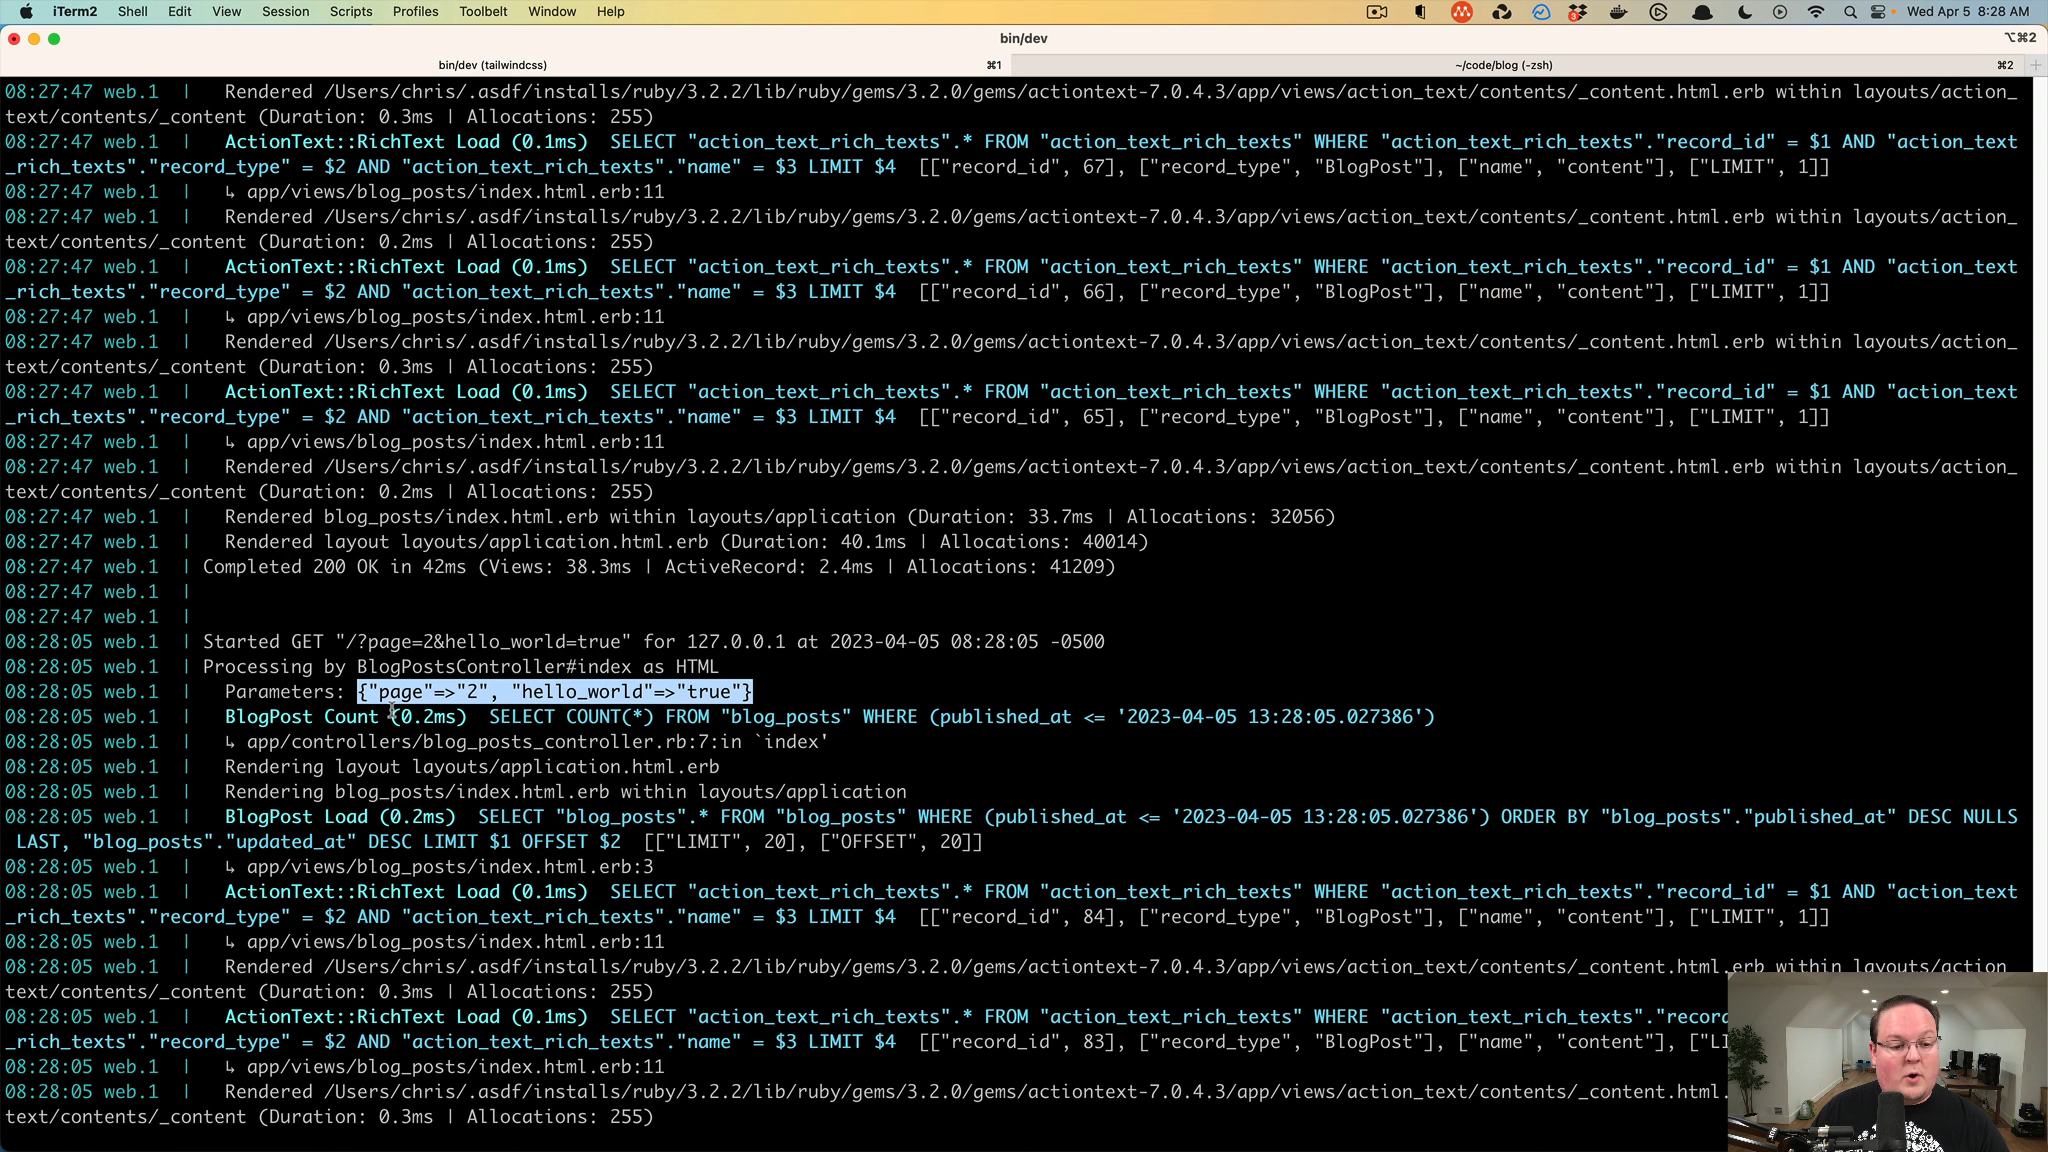 iTerm2 Shell Edit View Session Scripts Profiles Toolbelt Window Help 3 Wed Apr 5 8:28 AM
bin/dev ⌥⌘2
bin/dev (tailwindcss) ⌘1 ~/code/blog (-zsh) ⌘2
08:27:47 web.1 | Rendered /Users/chris/.asdf/installs/ruby/3.2.2/lib/ruby/gems/3.2.0/gems/actiontext-7.0.4.3/app/views/action_text/contents/_content.html.erb within layouts/action_
text/contents/_content (Duration: 0.3ms | Allocations: 255)
08:27:47 web.1 | ActionText::RichText Load (0.1ms) SELECT "action_text_rich_texts".* FROM "action_text_rich_texts" WHERE "action_text_rich_texts"."record_id" = $1 AND "action_text
_rich_texts"."record_type" = $2 AND "action_text_rich_texts"."name" = $3 LIMIT $4 [["record_id", 67], ["record_type", "BlogPost"], ["name", "content"], ["LIMIT", 1]]
08:27:47 web.1 | ↳ app/views/blog_posts/index.html.erb:11
08:27:47 web.1 | Rendered /Users/chris/.asdf/installs/ruby/3.2.2/lib/ruby/gems/3.2.0/gems/actiontext-7.0.4.3/app/views/action_text/contents/_content.html.erb within layouts/action_
text/contents/_content (Duration: 0.2ms | Allocations: 255)
08:27:47 web.1 | ActionText::RichText Load (0.1ms) SELECT "action_text_rich_texts".* FROM "action_text_rich_texts" WHERE "action_text_rich_texts"."record_id" = $1 AND "action_text
_rich_texts"."record_type" = $2 AND "action_text_rich_texts"."name" = $3 LIMIT $4 [["record_id", 66], ["record_type", "BlogPost"], ["name", "content"], ["LIMIT", 1]]
08:27:47 web.1 | ↳ app/views/blog_posts/index.html.erb:11
08:27:47 web.1 | Rendered /Users/chris/.asdf/installs/ruby/3.2.2/lib/ruby/gems/3.2.0/gems/actiontext-7.0.4.3/app/views/action_text/contents/_content.html.erb within layouts/action_
text/contents/_content (Duration: 0.3ms | Allocations: 255)
08:27:47 web.1 | ActionText::RichText Load (0.1ms) SELECT "action_text_rich_texts".* FROM "action_text_rich_texts" WHERE "action_text_rich_texts"."record_id" = $1 AND "action_text
_rich_texts"."record_type" = $2 AND "action_text_rich_texts"."name" = $3 LIMIT $4 [["record_id", 65], ["record_type", "BlogPost"], ["name", "content"], ["LIMIT", 1]]
08:27:47 web.1 | ↳ app/views/blog_posts/index.html.erb:11
08:27:47 web.1 | Rendered /Users/chris/.asdf/installs/ruby/3.2.2/lib/ruby/gems/3.2.0/gems/actiontext-7.0.4.3/app/views/action_text/contents/_content.html.erb within layouts/action_
text/contents/_content (Duration: 0.2ms | Allocations: 255)
08:27:47 web.1 | Rendered blog_posts/index.html.erb within layouts/application (Duration: 33.7ms | Allocations: 32056)
08:27:47 web.1 | Rendered layout layouts/application.html.erb (Duration: 40.1ms | Allocations: 40014)
08:27:47 web.1 | Completed 200 OK in 42ms (Views: 38.3ms | ActiveRecord: 2.4ms | Allocations: 41209)
08:27:47 web.1 |
08:27:47 web.1 |
08:28:05 web.1 | Started GET "/?page=2&hello_world=true" for 127.0.0.1 at 2023-04-05 08:28:05 -0500
08:28:05 web.1 | Processing by BlogPostsController#index as HTML
08:28:05 web.1 | Parameters: {"page"=>"2", "hello_world"=>"true"}
08:28:05 web.1 | BlogPost Count (0.2ms) SELECT COUNT(*) FROM "blog_posts" WHERE (published_at <= '2023-04-05 13:28:05.027386')
08:28:05 web.1 | ↳ app/controllers/blog_posts_controller.rb:7:in `index'
08:28:05 web.1 | Rendering layout layouts/application.html.erb
08:28:05 web.1 | Rendering blog_posts/index.html.erb within layouts/application
08:28:05 web.1 | BlogPost Load (0.2ms) SELECT "blog_posts".* FROM "blog_posts" WHERE (published_at <= '2023-04-05 13:28:05.027386') ORDER BY "blog_posts"."published_at" DESC NULLS
LAST, "blog_posts"."updated_at" DESC LIMIT $1 OFFSET $2 [["LIMIT", 20], ["OFFSET", 20]]
08:28:05 web.1 | ↳ app/views/blog_posts/index.html.erb:3
08:28:05 web.1 | ActionText::RichText Load (0.1ms) SELECT "action_text_rich_texts".* FROM "action_text_rich_texts" WHERE "action_text_rich_texts"."record_id" = $1 AND "action_text
_rich_texts"."record_type" = $2 AND "action_text_rich_texts"."name" = $3 LIMIT $4 [["record_id", 84], ["record_type", "BlogPost"], ["name", "content"], ["LIMIT", 1]]
08:28:05 web.1 | ↳ app/views/blog_posts/index.html.erb:11
08:28:05 web.1 | Rendered /Users/chris/.asdf/installs/ruby/3.2.2/lib/ruby/gems/3.2.0/gems/actiontext-7.0.4.3/app/views/action_text/contents/_content.html.erb within layouts/action
text/contents/_content (Duration: 0.3ms | Allocations: 255)
08:28:05 web.1 | ActionText::RichText Load (0.1ms) SELECT "action_text_rich_texts".* FROM "action_text_rich_texts" WHERE "action_text_rich_texts"."recor
_rich_texts"."record_type" = $2 AND "action_text_rich_texts"."name" = $3 LIMIT $4 [["record_id", 83], ["record_type", "BlogPost"], ["name", "content"], ["LI
08:28:05 web.1 | ↳ app/views/blog_posts/index.html.erb:11
08:28:05 web.1 | Rendered /Users/chris/.asdf/installs/ruby/3.2.2/lib/ruby/gems/3.2.0/gems/actiontext-7.0.4.3/app/views/action_text/contents/_content.html.
text/contents/_content (Duration: 0.3ms | Allocations: 255)